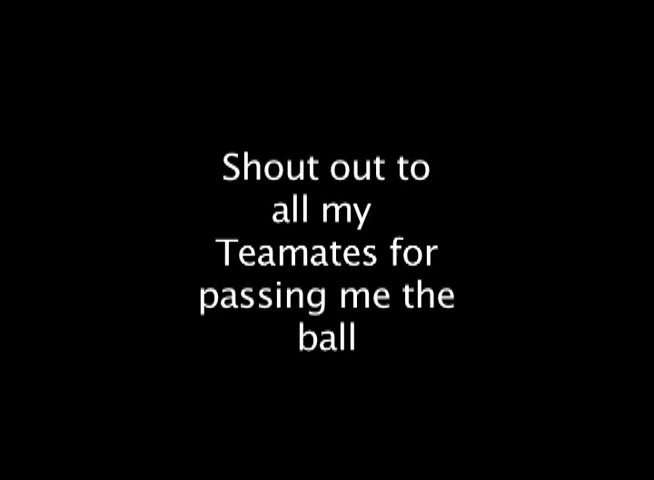 Shout out to
all my
Teamates for
passing me the
ball